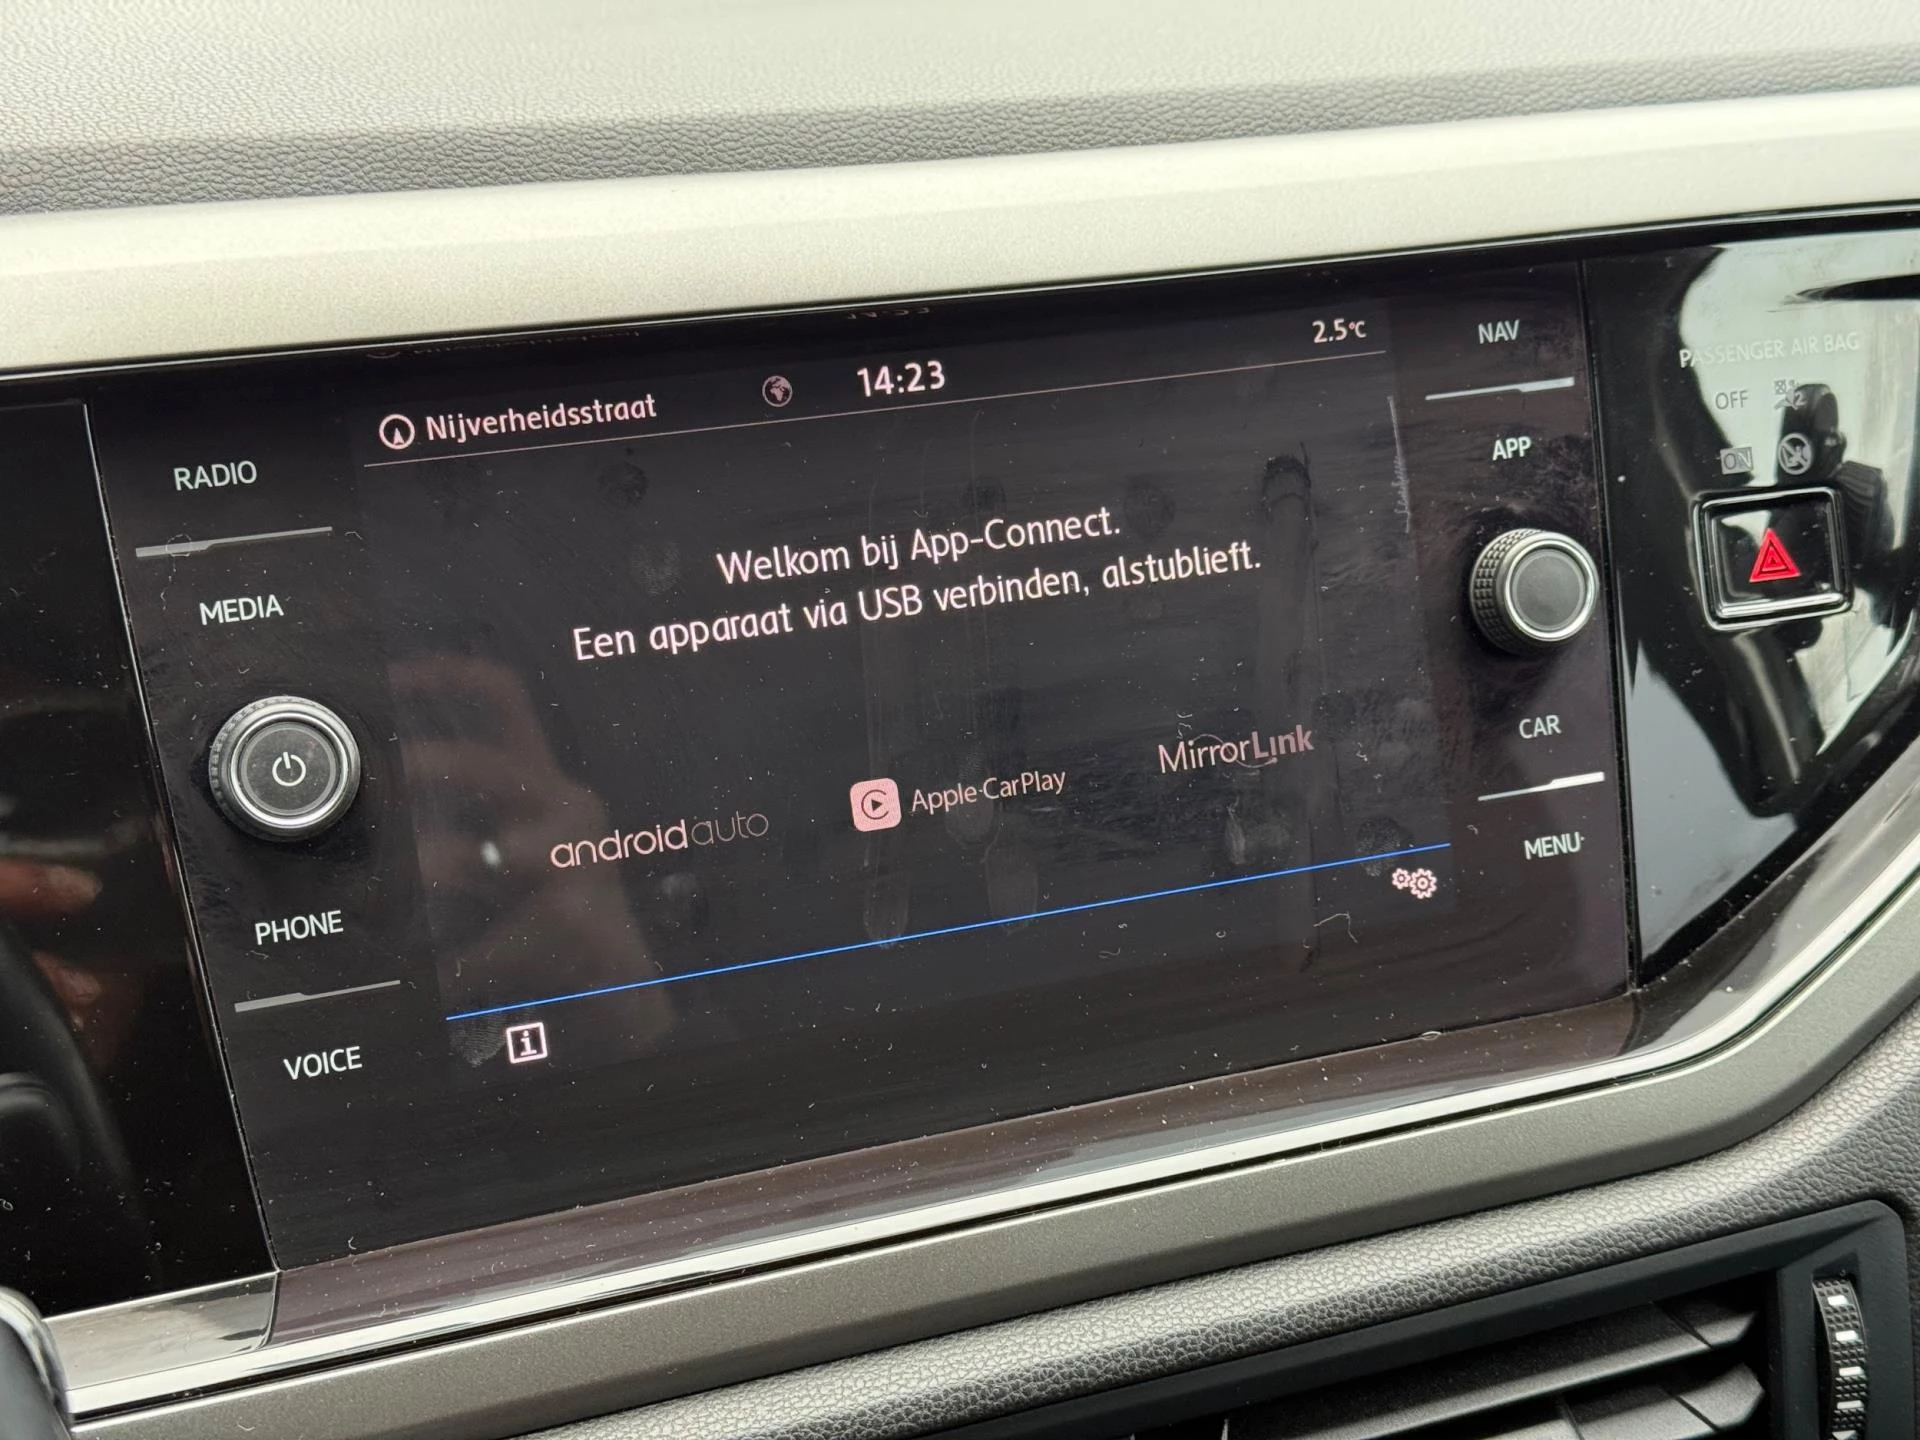 Nijverheidsstraat 14:23 2.5°C
Welkom bij App-Connect.
Een apparaat via USB verbinden, alstublieft.
androidauto Apple CarPlay MirrorLink
i
RADIO
MEDIA
PHONE
VOICE
NAV
APP
CAR
MENU
PASSENGER AIR BAG
OFF
ON